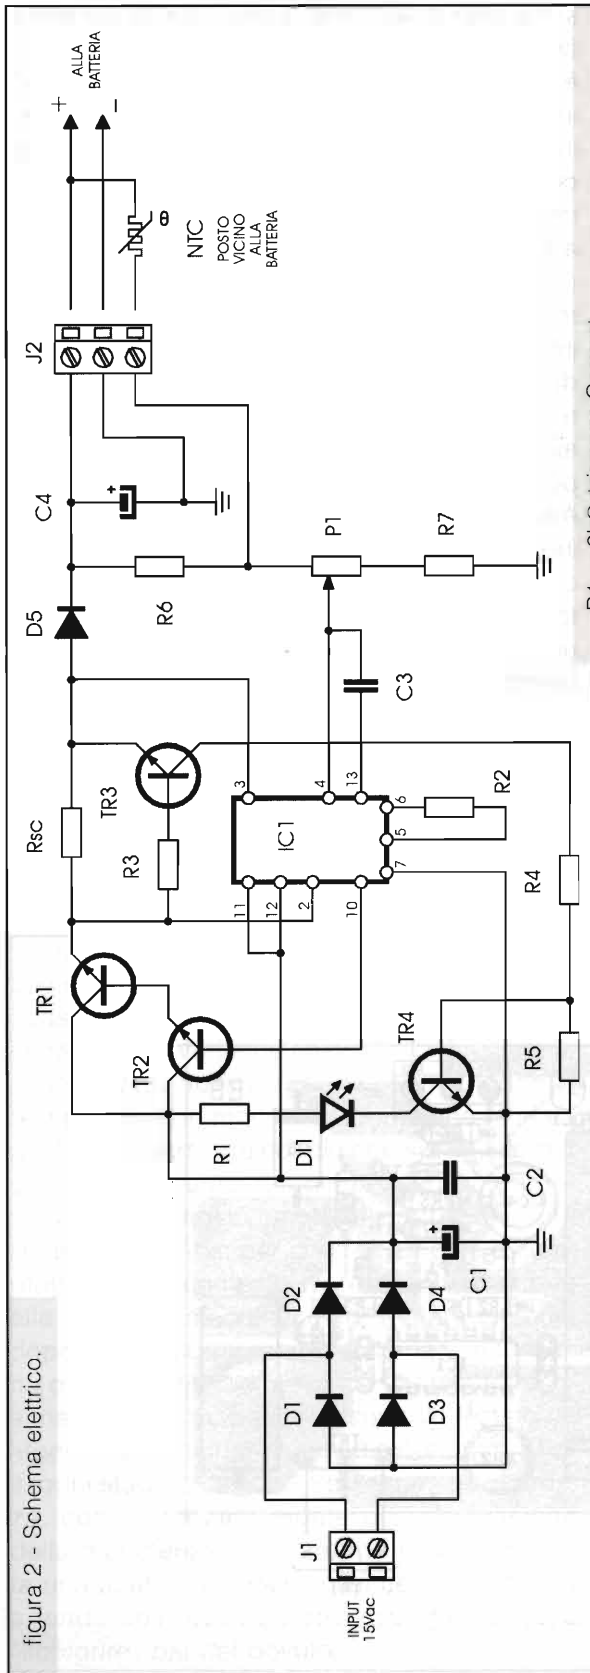 figura 2 - Schema elettrico.
INPUT
15Vac
J1
D1
D2
D3
D4
C1
C2
R1
DI1
TR1
TR2
TR4
R5
R4
Rsc
R3
TR3
11
12
2
10
IC1
3
4
13
6
5
7
R2
C3
D5
R6
P1
R7
C4
+
+
J2
NTC
POSTO
VICINO
ALLA
BATTERIA
θ
+
-
ALLA
BATTERIA